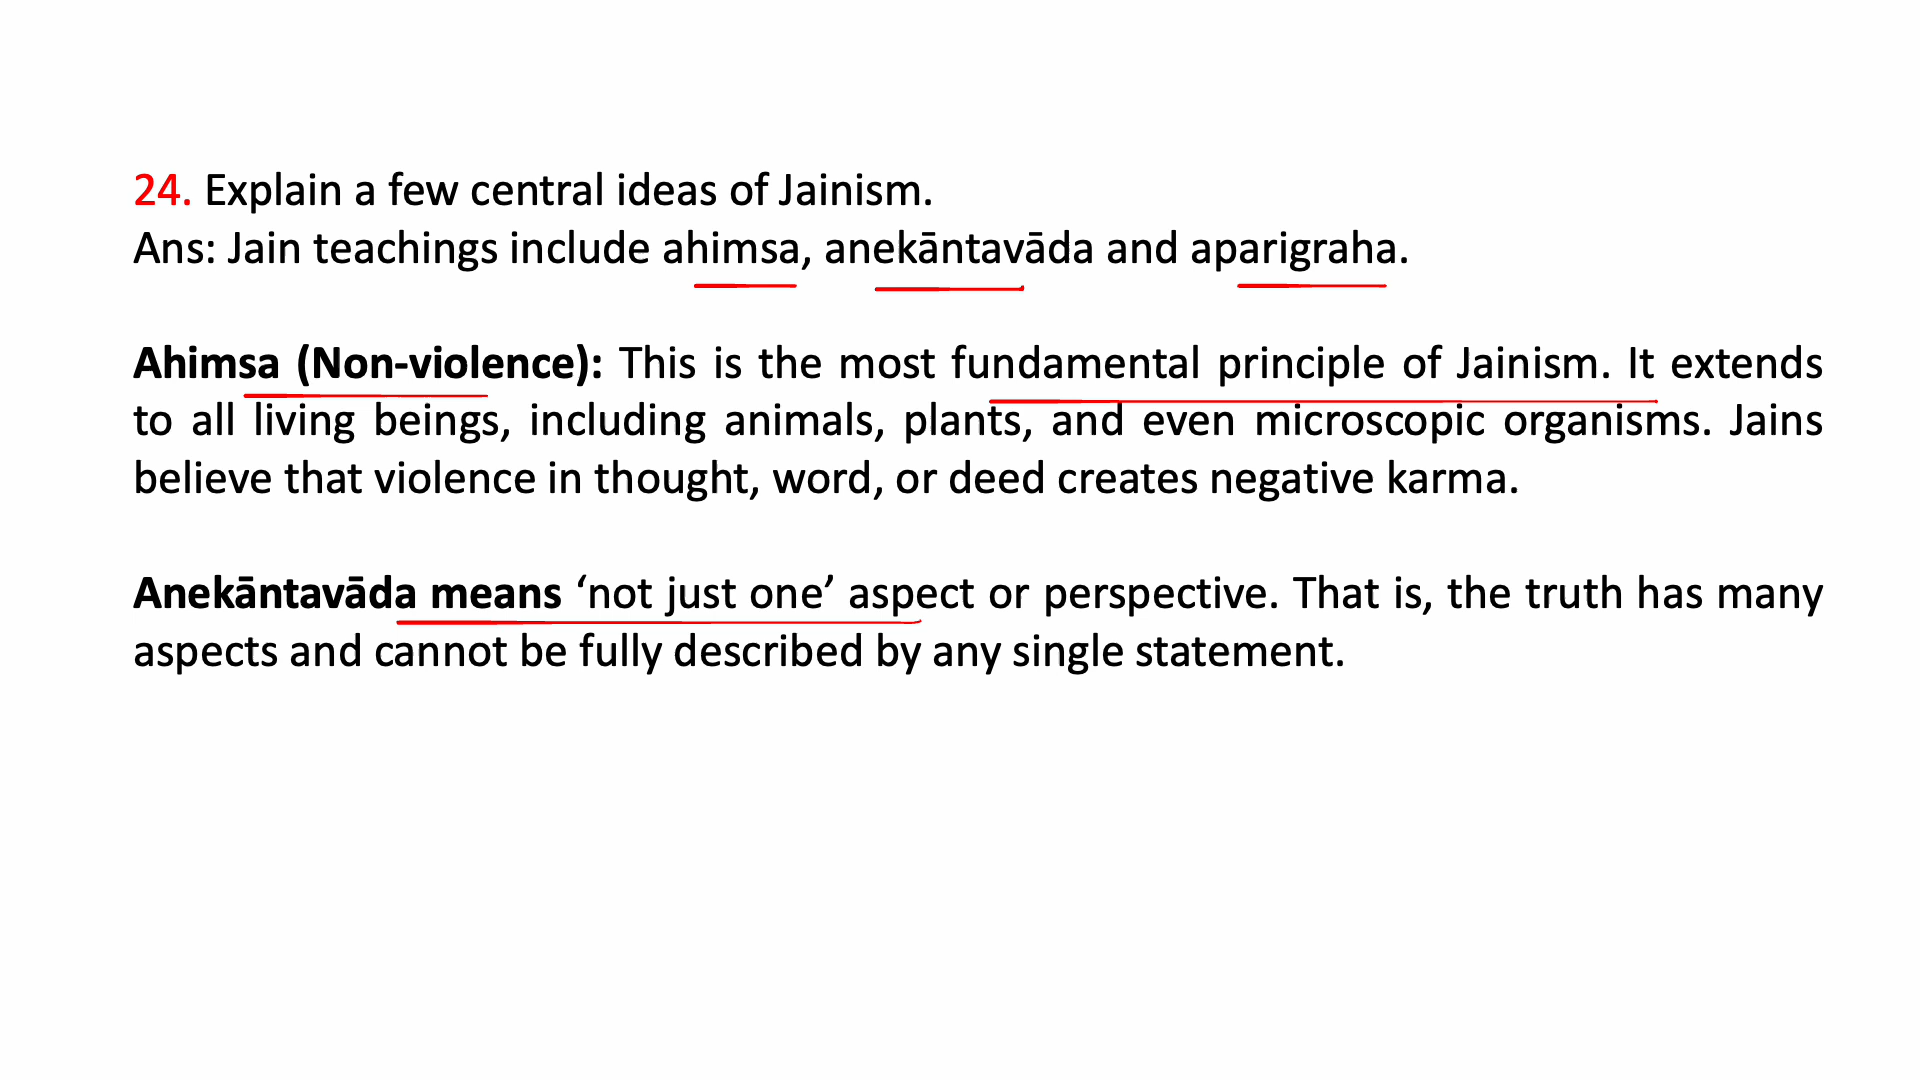 24. Explain a few central ideas of Jainism.
Ans: Jain teachings include ahimsa, anekāntavāda and aparigraha.
Ahimsa (Non-violence): This is the most fundamental principle of Jainism. It extends
to all living beings, including animals, plants, and even microscopic organisms. Jains
believe that violence in thought, word, or deed creates negative karma.
Anekāntavāda means ‘not just one’ aspect or perspective. That is, the truth has many
aspects and cannot be fully described by any single statement.